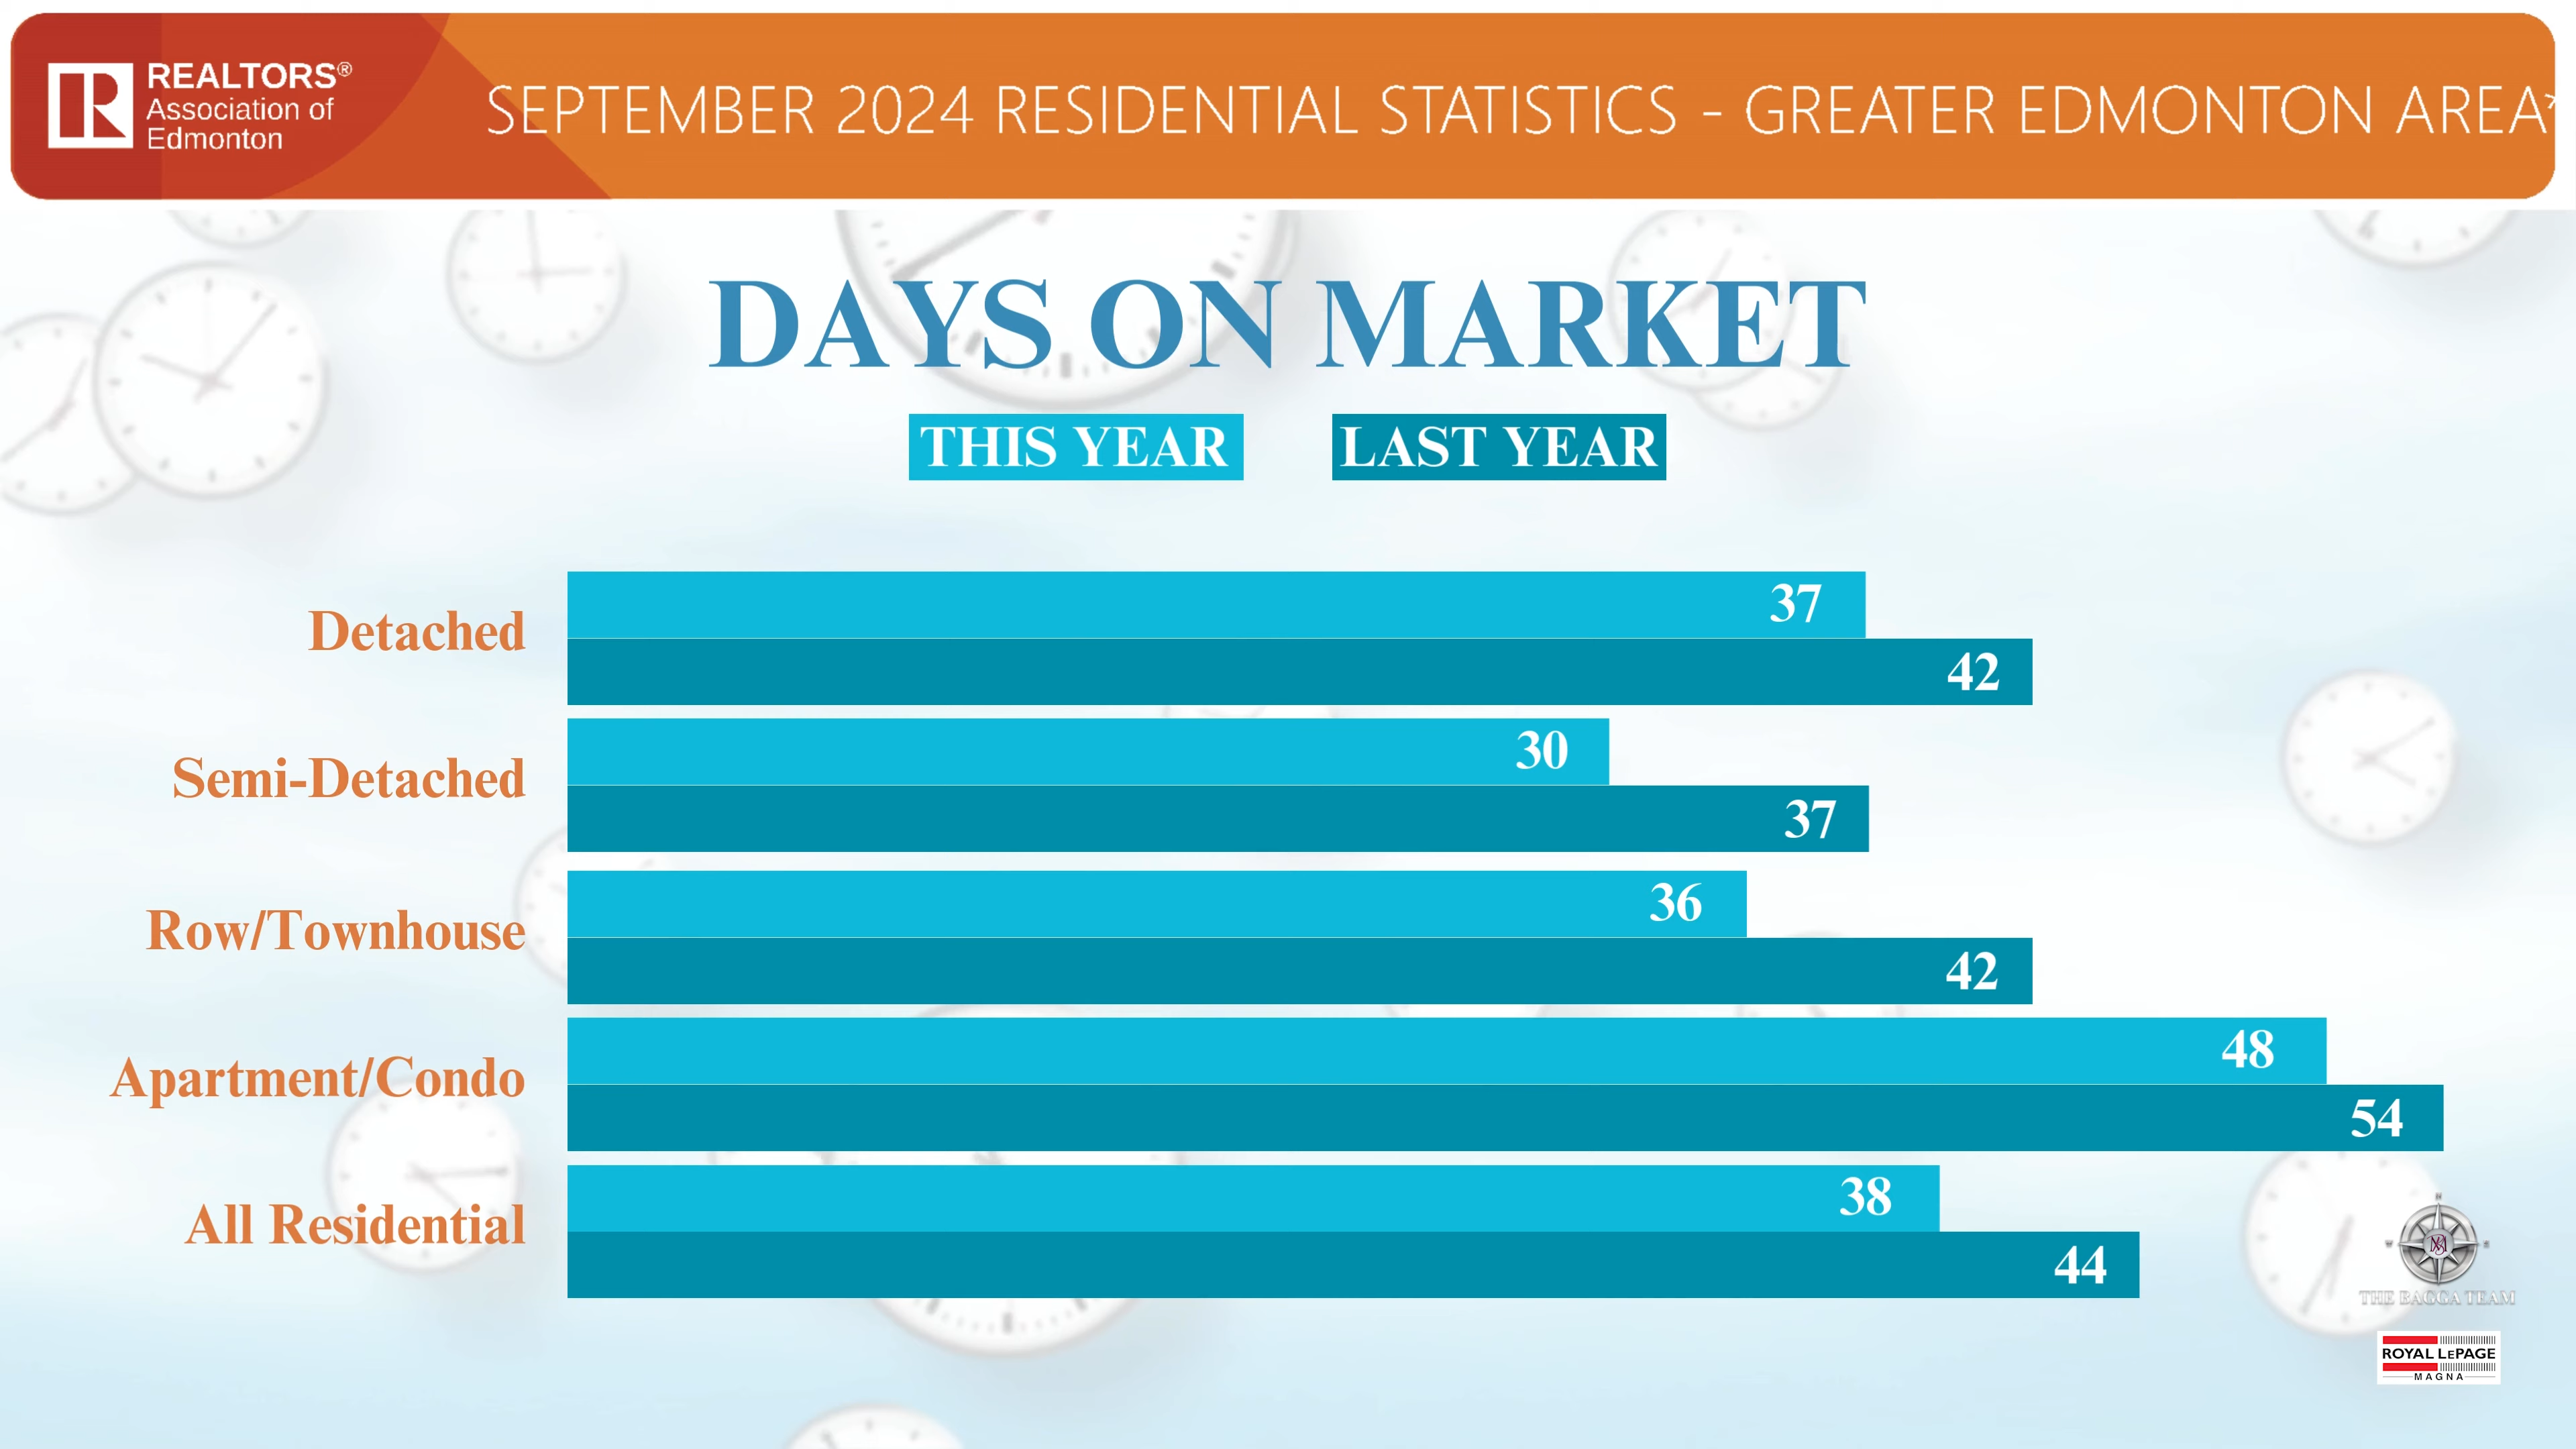 REALTORS®
Association of
Edmonton
SEPTEMBER 2024 RESIDENTIAL STATISTICS - GREATER EDMONTON AREA*
DAYS ON MARKET
THIS YEAR
LAST YEAR
Detached
37
42
Semi-Detached
30
37
Row/Townhouse
36
42
Apartment/Condo
48
54
All Residential
38
44
N
THE BAGGA TEAM
ROYAL LEPAGE
MAGNA